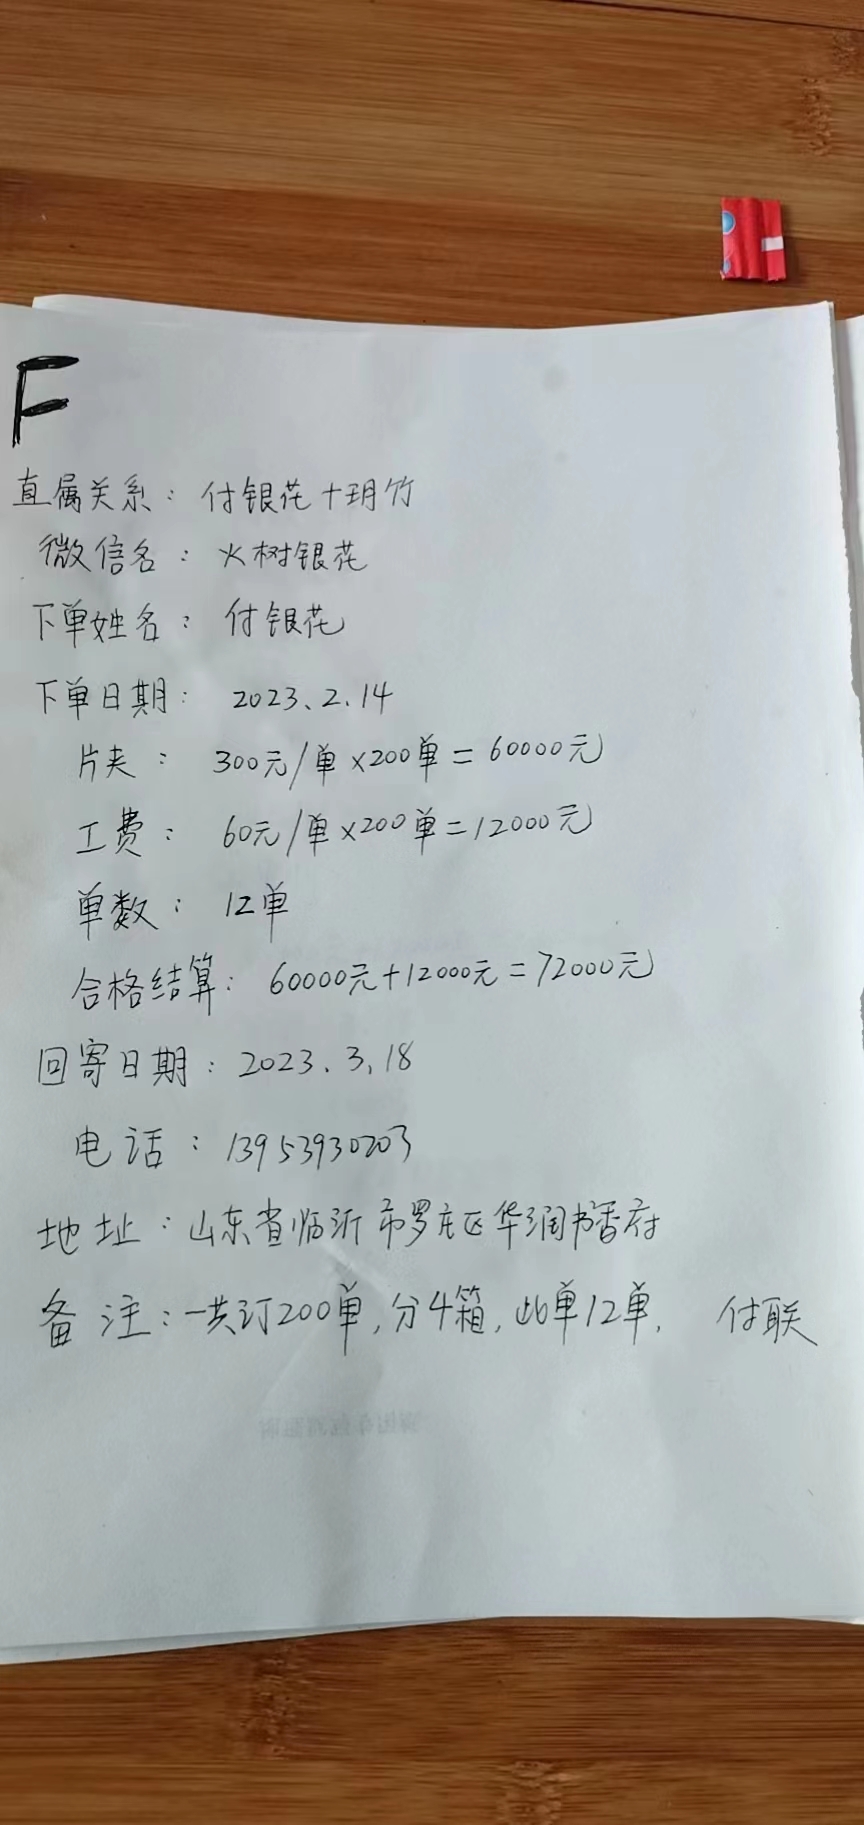 F
直属关系：付银花十玥竹
微信名：火树银花
下单姓名：付银花
下单日期：2023、2.14
片夹：300元/单×200单=60000元
工费：60元/单×200单=12000元
单数：12单
合格结算：60000元+12000元=72000元
回寄日期：2023.3.18
电话：13953930203
地址：山东省临沂市罗庄区华润书香府
备注：一共订200单,分4箱,此单12单, 付联